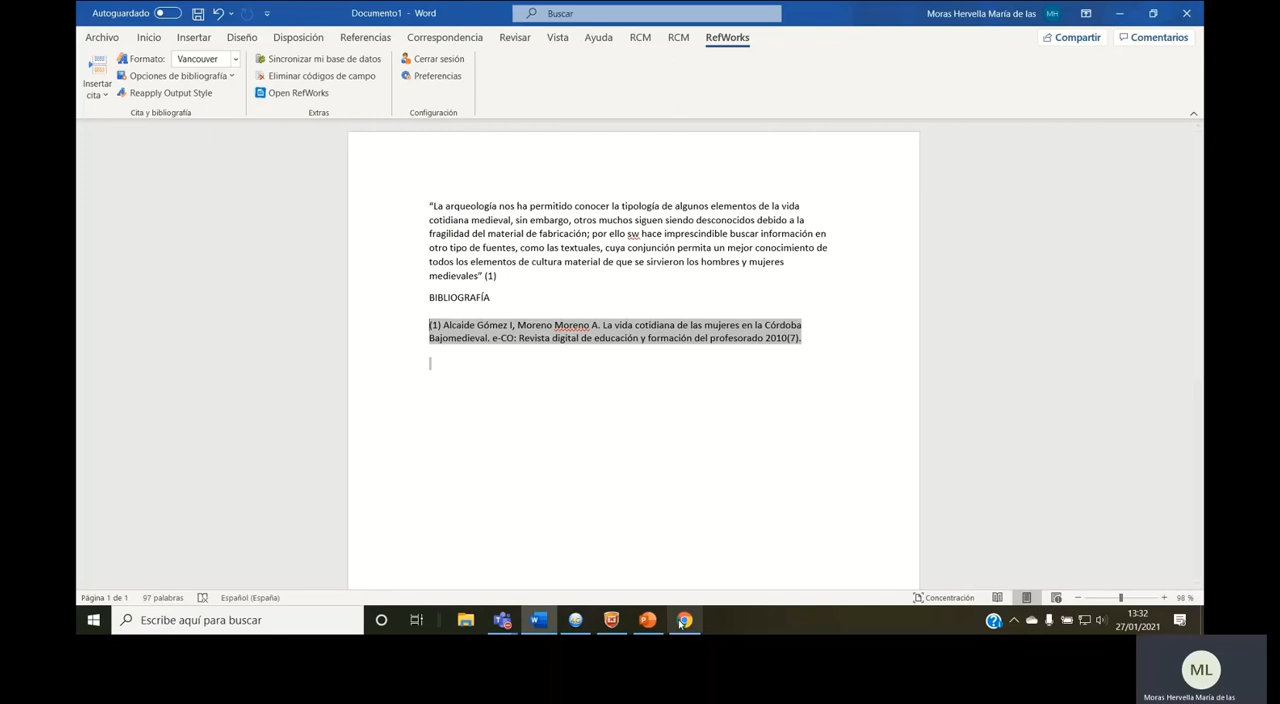 Autoguardado
Documento1 - Word
Buscar
Moras Hervella María de las
MH
Archivo Inicio Insertar Diseño Disposición Referencias Correspondencia Revisar Vista Ayuda RCM RCM RefWorks
Compartir
Comentarios
Insertar
cita
Formato: Vancouver
Opciones de bibliografía
Reapply Output Style
Cita y bibliografía
Sincronizar mi base de datos
Eliminar códigos de campo
Open RefWorks
Extras
Cerrar sesión
Preferencias
Configuración
“La arqueología nos ha permitido conocer la tipología de algunos elementos de la vida
cotidiana medieval, sin embargo, otros muchos siguen siendo desconocidos debido a la
fragilidad del material de fabricación; por ello sw hace imprescindible buscar información en
otro tipo de fuentes, como las textuales, cuya conjunción permita un mejor conocimiento de
todos los elementos de cultura material de que se sirvieron los hombres y mujeres
medievales” (1)
BIBLIOGRAFÍA
(1) Alcaide Gómez I, Moreno Moreno A. La vida cotidiana de las mujeres en la Córdoba
Bajomedieval. e-CO: Revista digital de educación y formación del profesorado 2010(7).
Página 1 de 1
97 palabras
Español (España)
Concentración
98 %
Escribe aquí para buscar
13:32
27/01/2021
ML
Moras Hervella María de las